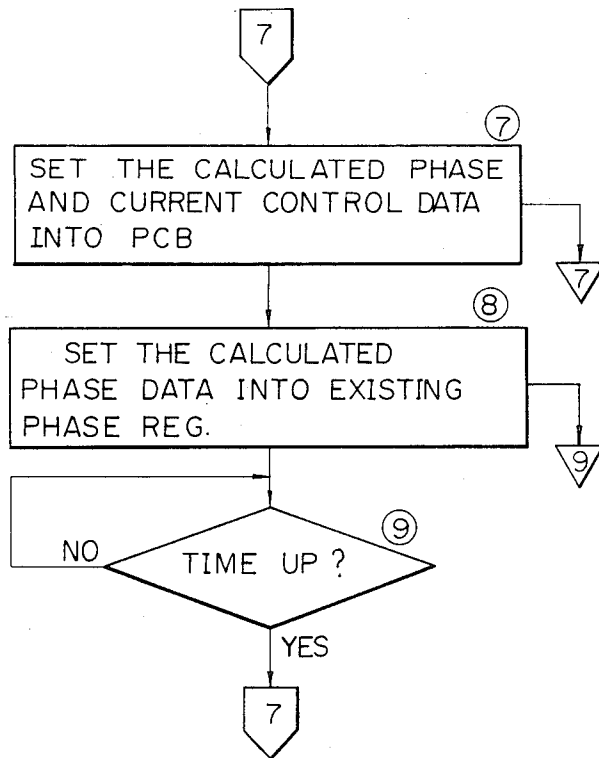 7
7
SET THE CALCULATED PHASE
AND CURRENT CONTROL DATA
INTO PCB
7
8
SET THE CALCULATED
PHASE DATA INTO EXISTING
PHASE REG.
9
9
TIME UP ?
NO
YES
7